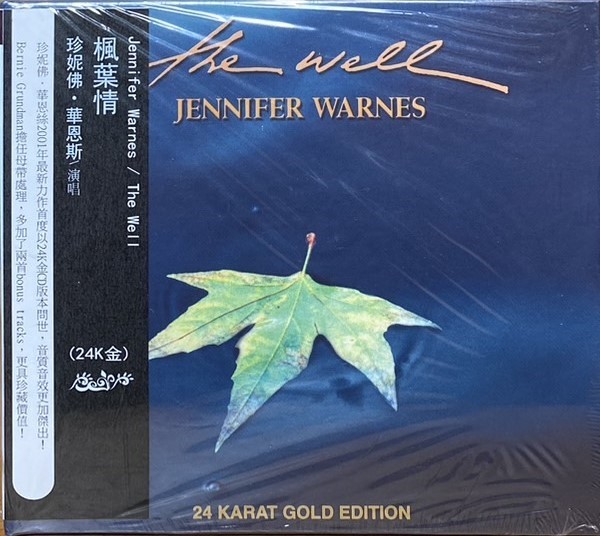 the well
JENNIFER WARNES
Jennifer Warnes / The Well
楓葉情
珍妮佛・華恩斯/演唱
(24K金)
珍妮佛・華恩絲2001年最新力作首度以24K金CD版本問世，音質音效更加傑出！
Bernie Grundman擔任母帶處理，多加了兩首bonus tracks，更具珍藏價值！
24 KARAT GOLD EDITION